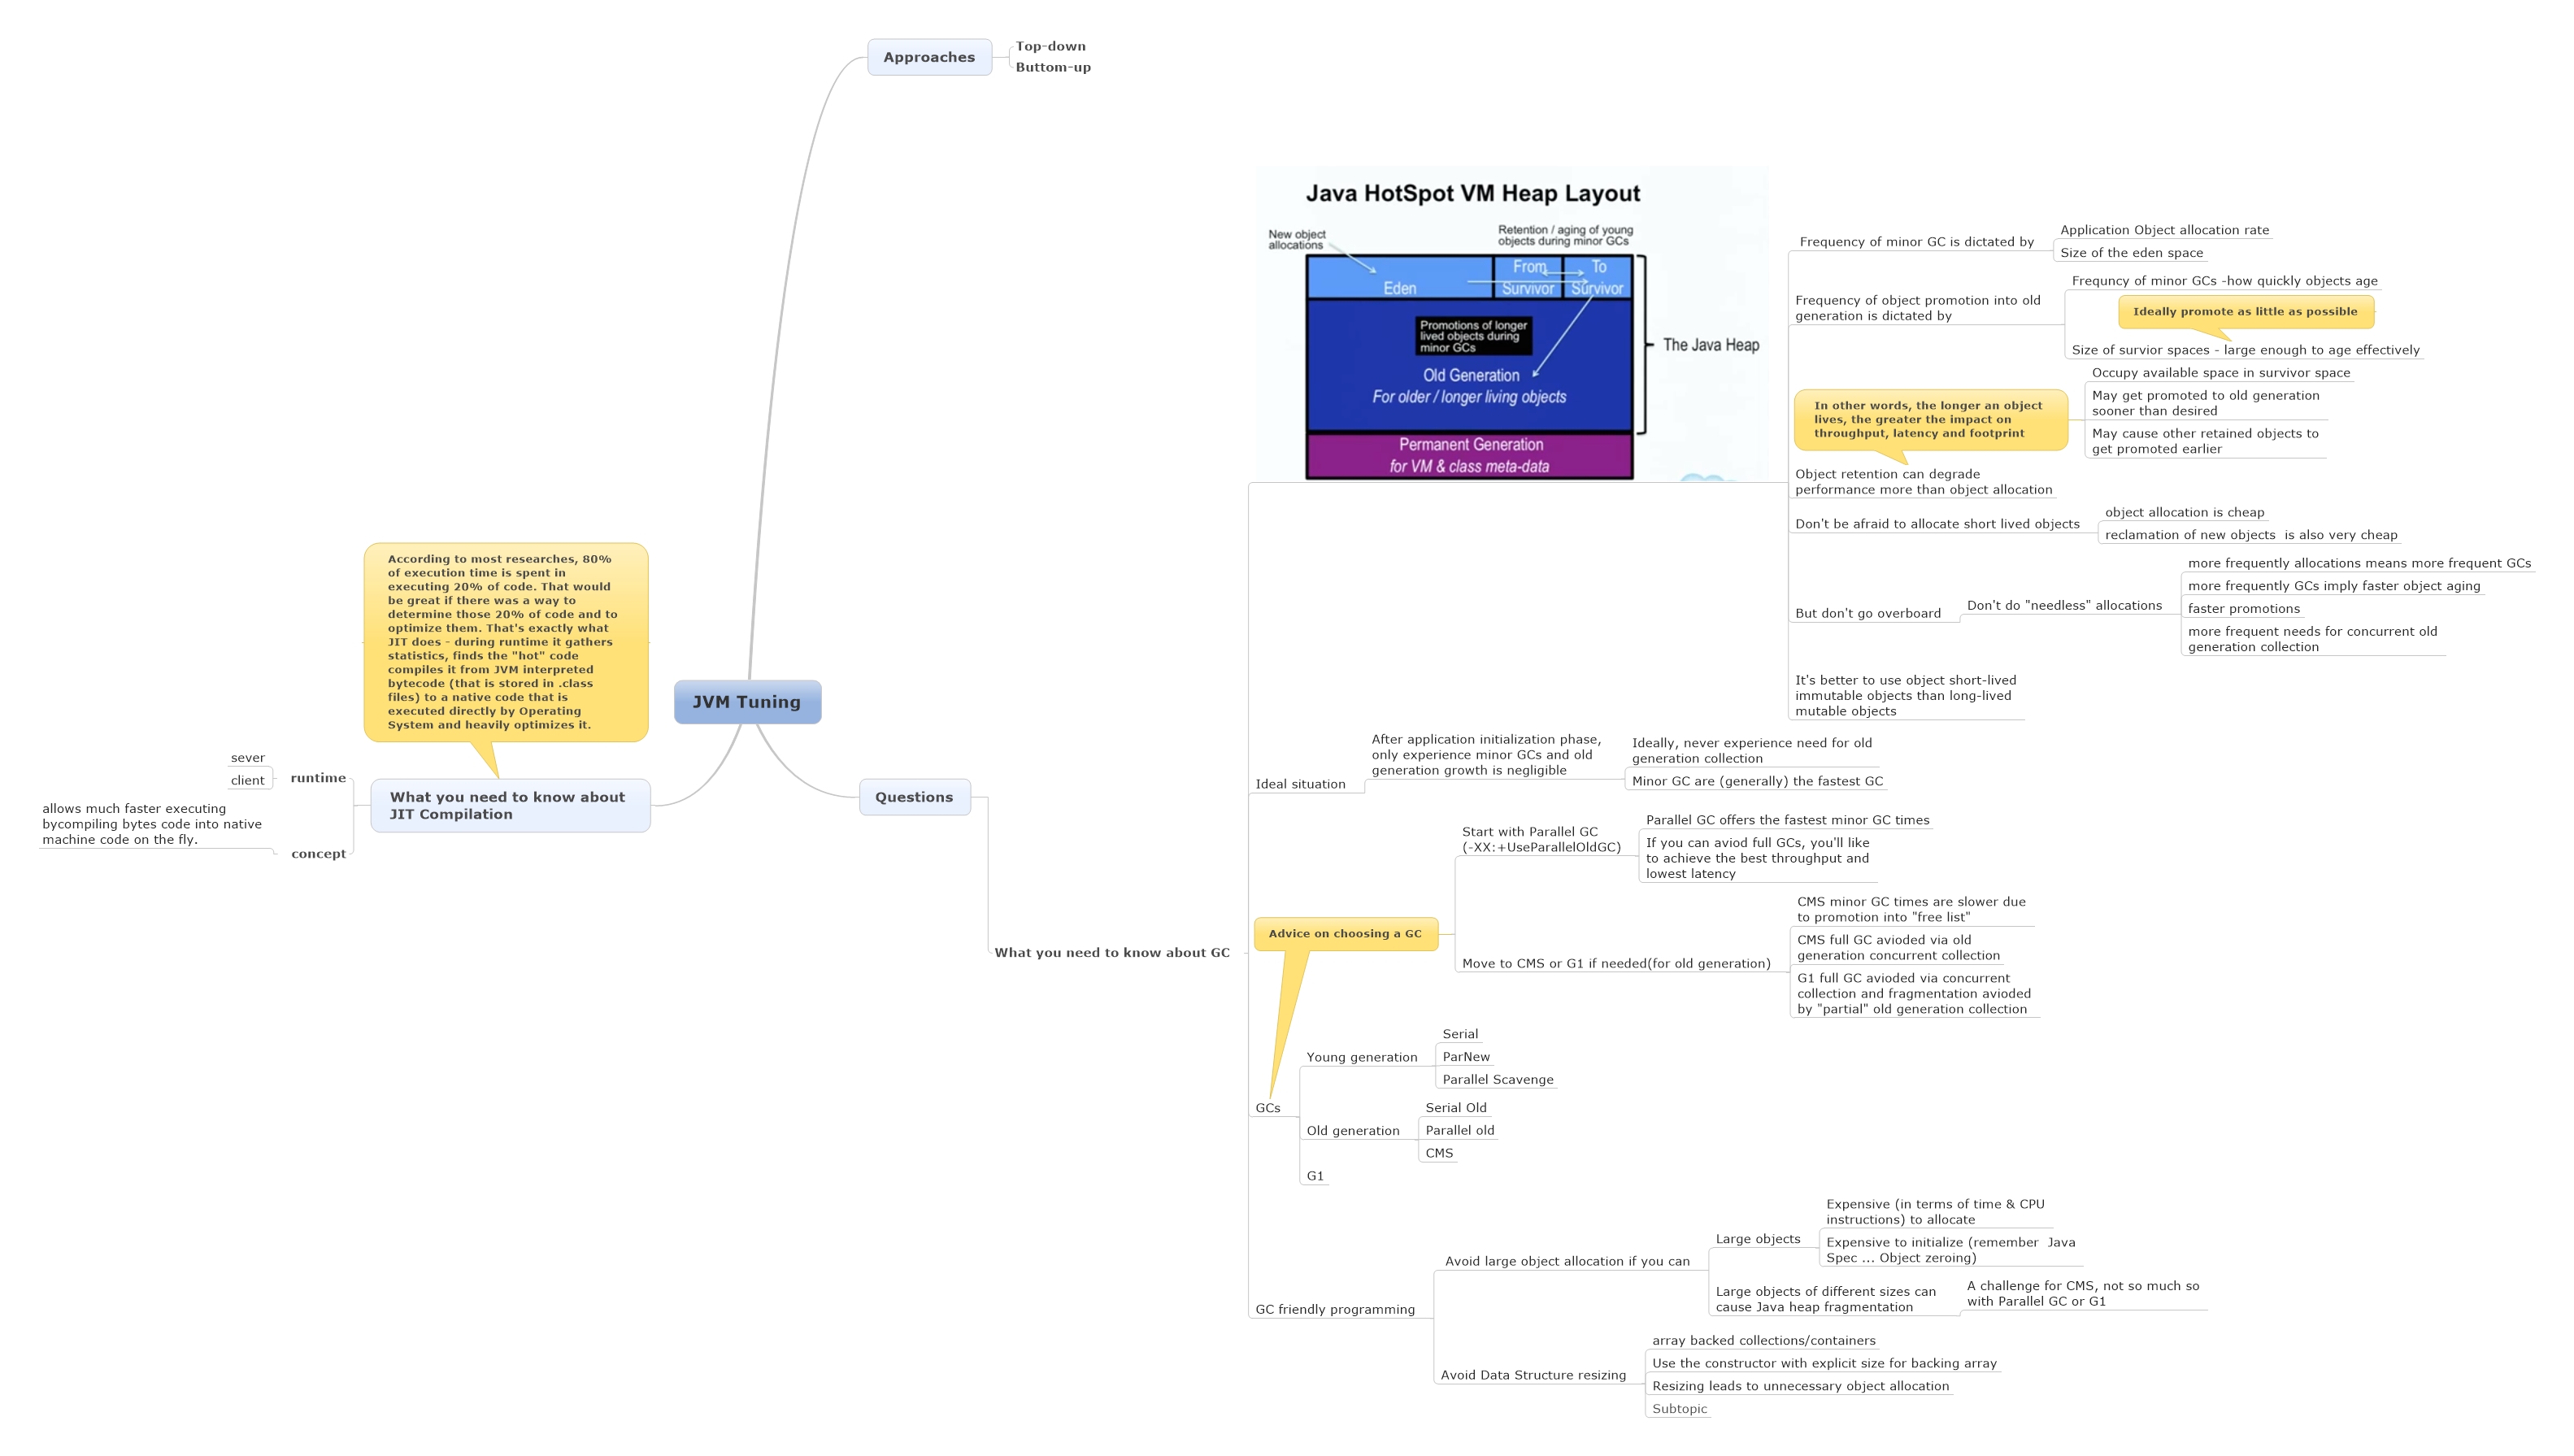 Approaches
Top-down
Buttom-up
Java HotSpot VM Heap Layout
New object
allocations
Retention / aging of young
objects during minor GCs
From
To
Eden
Survivor
Survivor
Promotions of longer
lived objects during
minor GCs
Old Generation
For older / longer living objects
The Java Heap
Permanent Generation
for VM & class meta-data
Frequency of minor GC is dictated by
Application Object allocation rate
Size of the eden space
Frequency of object promotion into old
generation is dictated by
Frequncy of minor GCs -how quickly objects age
Ideally promote as little as possible
Size of survior spaces - large enough to age effectively
In other words, the longer an object
lives, the greater the impact on
throughput, latency and footprint
Occupy available space in survivor space
May get promoted to old generation
sooner than desired
May cause other retained objects to
get promoted earlier
Object retention can degrade
performance more than object allocation
Don't be afraid to allocate short lived objects
object allocation is cheap
reclamation of new objects  is also very cheap
But don't go overboard
Don't do "needless" allocations
more frequently allocations means more frequent GCs
more frequently GCs imply faster object aging
faster promotions
more frequent needs for concurrent old
generation collection
It's better to use object short-lived
immutable objects than long-lived
mutable objects
According to most researches, 80%
of execution time is spent in
executing 20% of code. That would
be great if there was a way to
determine those 20% of code and to
optimize them. That's exactly what
JIT does - during runtime it gathers
statistics, finds the "hot" code
compiles it from JVM interpreted
bytecode (that is stored in .class
files) to a native code that is
executed directly by Operating
System and heavily optimizes it.
JVM Tuning
sever
client
runtime
allows much faster executing
bycompiling bytes code into native
machine code on the fly.
concept
What you need to know about
JIT Compilation
Questions
What you need to know about GC
Ideal situation
After application initialization phase,
only experience minor GCs and old
generation growth is negligible
Ideally, never experience need for old
generation collection
Minor GC are (generally) the fastest GC
Advice on choosing a GC
Start with Parallel GC
(-XX:+UseParallelOldGC)
Parallel GC offers the fastest minor GC times
If you can aviod full GCs, you'll like
to achieve the best throughput and
lowest latency
Move to CMS or G1 if needed(for old generation)
CMS minor GC times are slower due
to promotion into "free list"
CMS full GC avioded via old
generation concurrent collection
G1 full GC avioded via concurrent
collection and fragmentation avioded
by "partial" old generation collection
GCs
Young generation
Serial
ParNew
Parallel Scavenge
Old generation
Serial Old
Parallel old
CMS
G1
GC friendly programming
Avoid large object allocation if you can
Large objects
Expensive (in terms of time & CPU
instructions) to allocate
Expensive to initialize (remember  Java
Spec ... Object zeroing)
Large objects of different sizes can
cause Java heap fragmentation
A challenge for CMS, not so much so
with Parallel GC or G1
Avoid Data Structure resizing
array backed collections/containers
Use the constructor with explicit size for backing array
Resizing leads to unnecessary object allocation
Subtopic